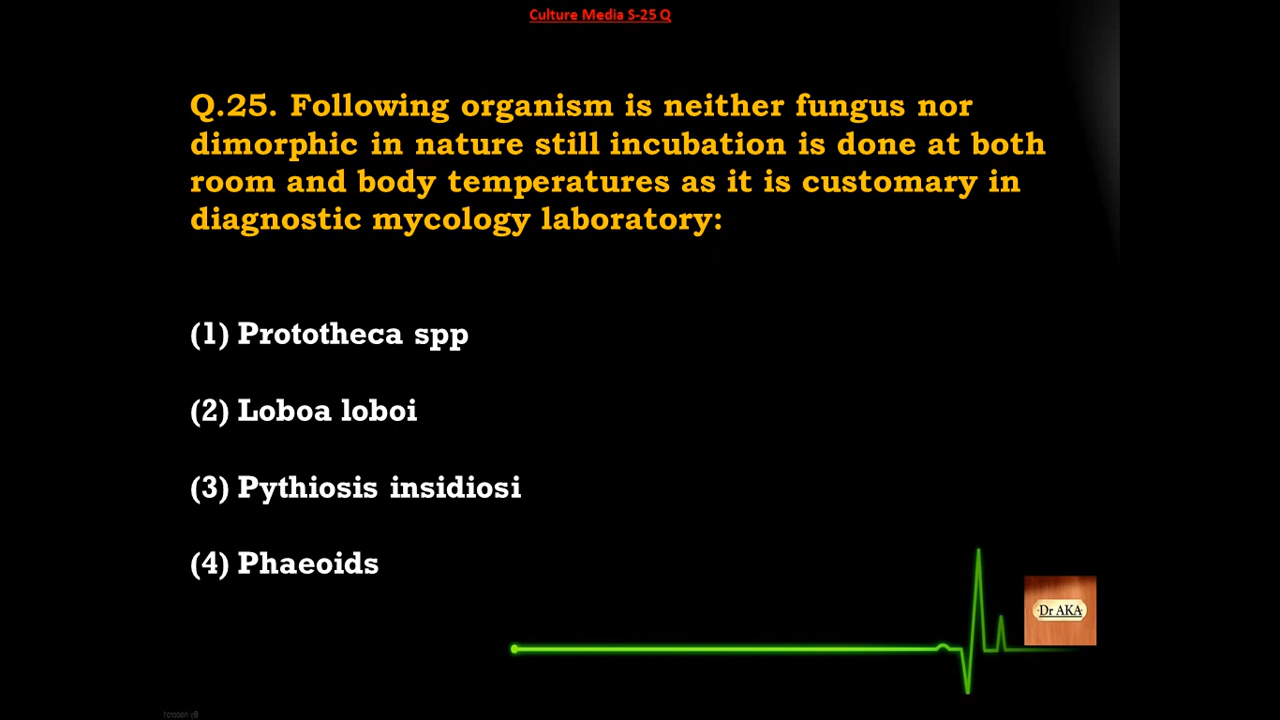 Culture Media S-25 Q
Q.25. Following organism is neither fungus nor
dimorphic in nature still incubation is done at both
room and body temperatures as it is customary in
diagnostic mycology laboratory:
(1) Prototheca spp
(2) Loboa loboi
(3) Pythiosis insidiosi
(4) Phaeoids
Dr AKA